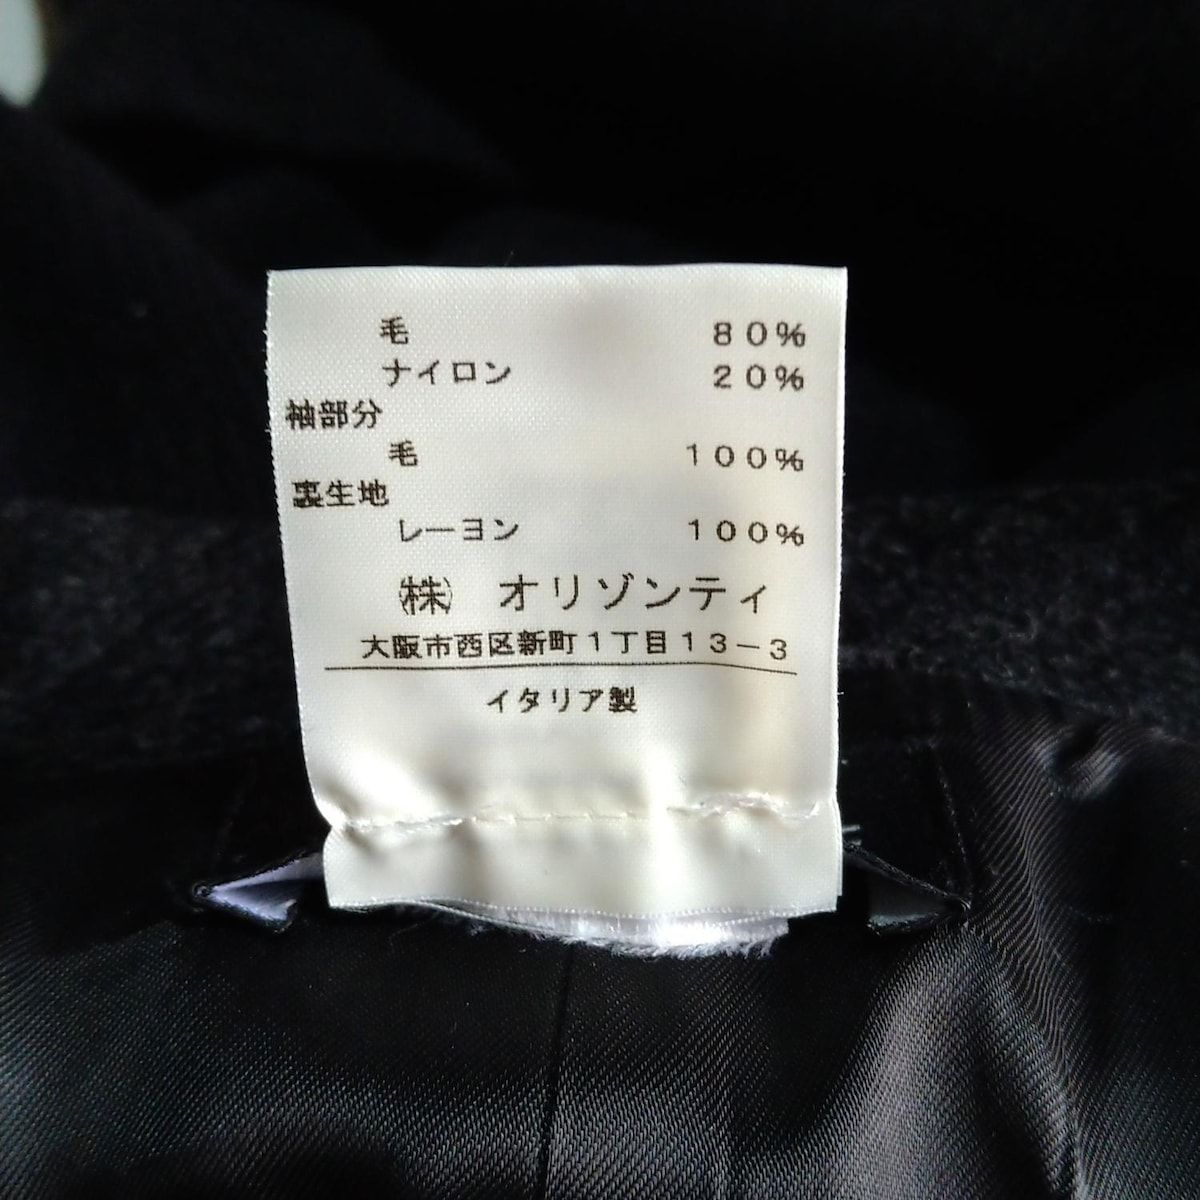 毛 80%
ナイロン 20%
袖部分
毛 100%
裏生地
レーヨン 100%
㈱ オリゾンティ
大阪市西区新町1丁目13-3
イタリア製